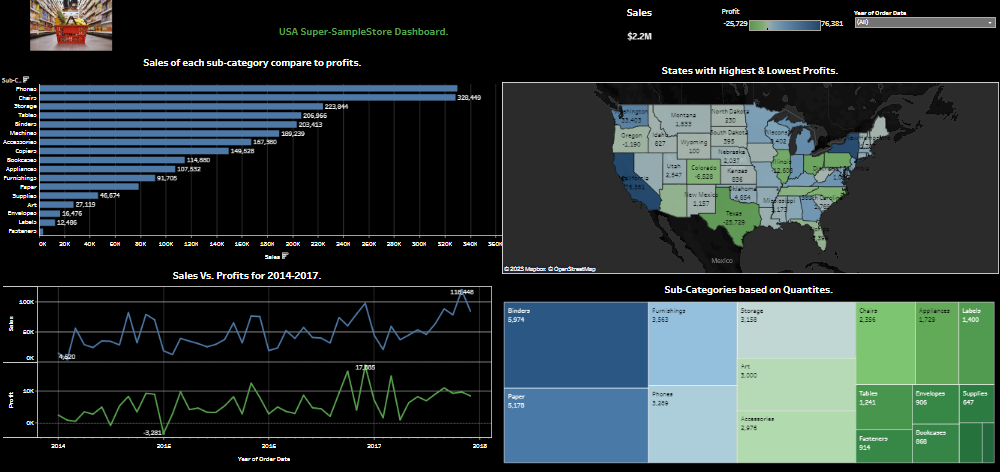 USA Super-SampleStore Dashboard.
Sales
$2.2M
Profit
-25,729
76,381
Year of Order Date
(All)
Sales of each sub-category compare to profits.
Sub-C..
Phones
Chairs 328,449
Storage 223,844
Tables 206,966
Binders 203,413
Machines 189,239
Accessories 167,380
Copiers 149,528
Bookcases 114,880
Appliances 107,532
Furnishings 91,705
Paper
Supplies 46,674
Art 27,119
Envelopes 16,476
Labels 12,486
Fasteners
0K 20K 40K 60K 80K 100K 120K 140K 160K 180K 200K 220K 240K 260K 280K 300K 320K 340K 360K
Sales
States with Highest & Lowest Profits.
Montana
1,833
North Dakota
230
Oregon
-1,190
827
Wyoming
100
South Dakota
395
Nebraska
2,037
Utah
2,547
Colorado
-6,528
Kansas
836
New Mexico
1,157
Oklahoma
4,854
Texas
-25,729
Mississippi
3,173
Mexico
© 2023 Mapbox © OpenStreetMap
Sales Vs. Profits for 2014-2017.
Sales
100K
50K
0K
4,520
118,448
Profit
10K
0K
-3,281
2014 2015 2016 2017 2018
Year of Order Date
Sub-Categories based on Quantites.
Binders
5,974
Paper
5,178
Furnishings
3,563
Phones
3,289
Storage
3,158
Art
3,000
Accessories
2,976
Chairs
2,356
Appliances
1,729
Labels
1,400
Tables
1,241
Envelopes
906
Supplies
647
Fasteners
914
Bookcases
868